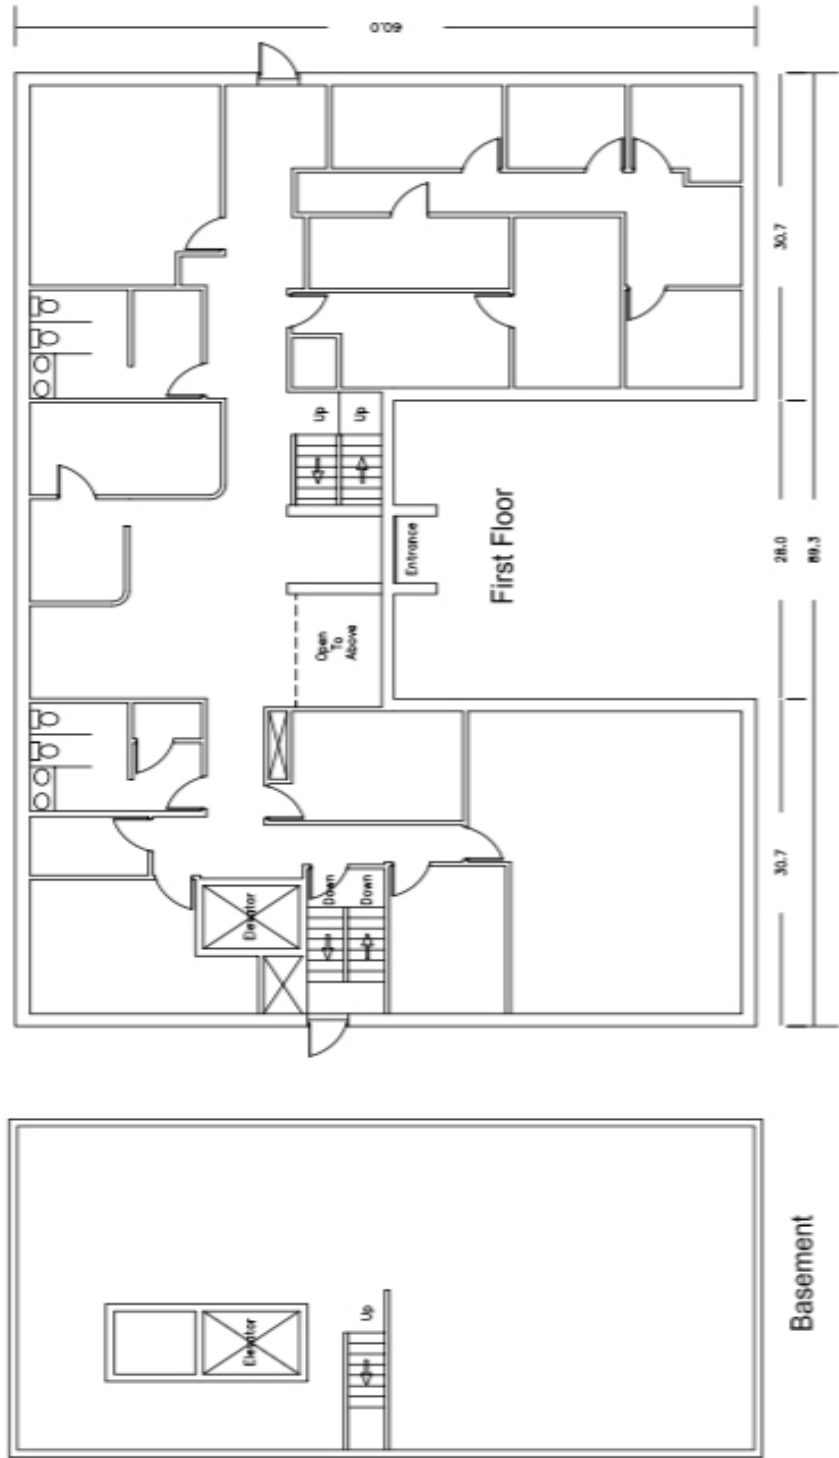 60.0
30.7
Up
Up
Entrance
First Floor
28.0
89.3
Open
To
Above
30.7
Down
Down
Elevator
Up
Elevator
Basement